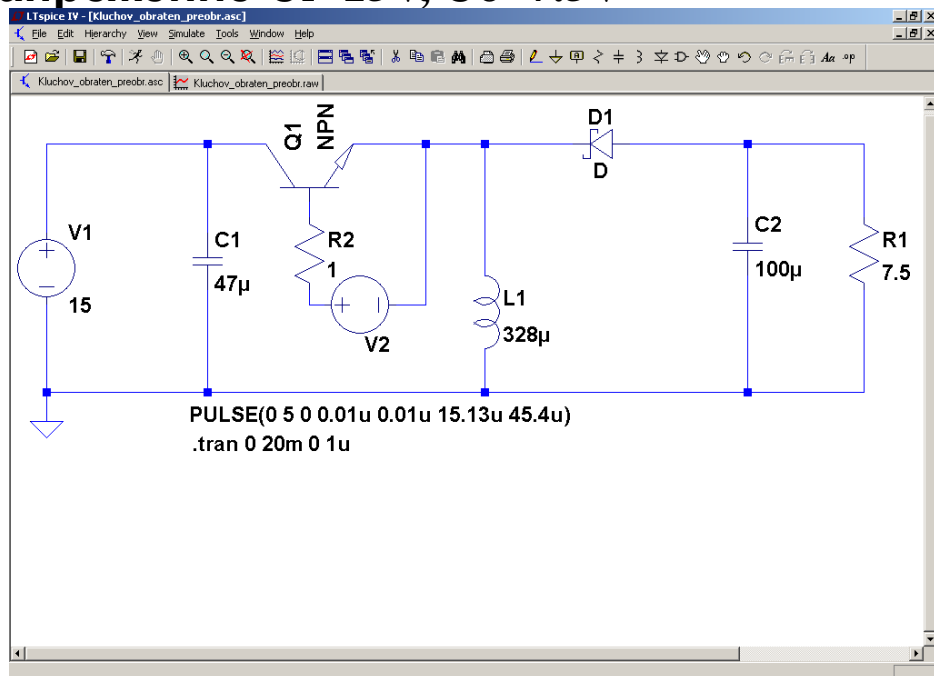 LTspice IV - [Kluchov_obraten_preobr.asc]
File Edit Hierarchy View Simulate Tools Window Help
Kluchov_obraten_preobr.asc Kluchov_obraten_preobr.raw
Q1
NPN
D1
D
V1
15
C1
47µ
R2
1
V2
L1
328µ
C2
100µ
R1
7.5
PULSE(0 5 0 0.01u 0.01u 15.13u 45.4u)
.tran 0 20m 0 1u